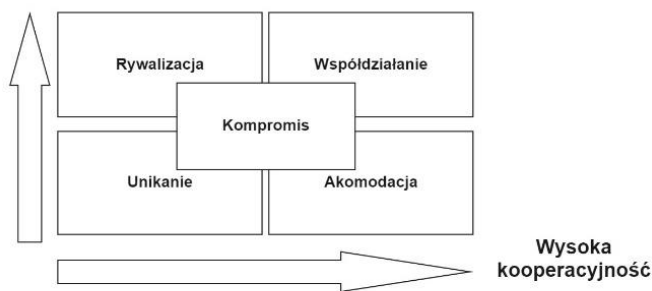 Rywalizacja
Współdziałanie
Kompromis
Unikanie
Akomodacja
Wysoka
kooperacyjność